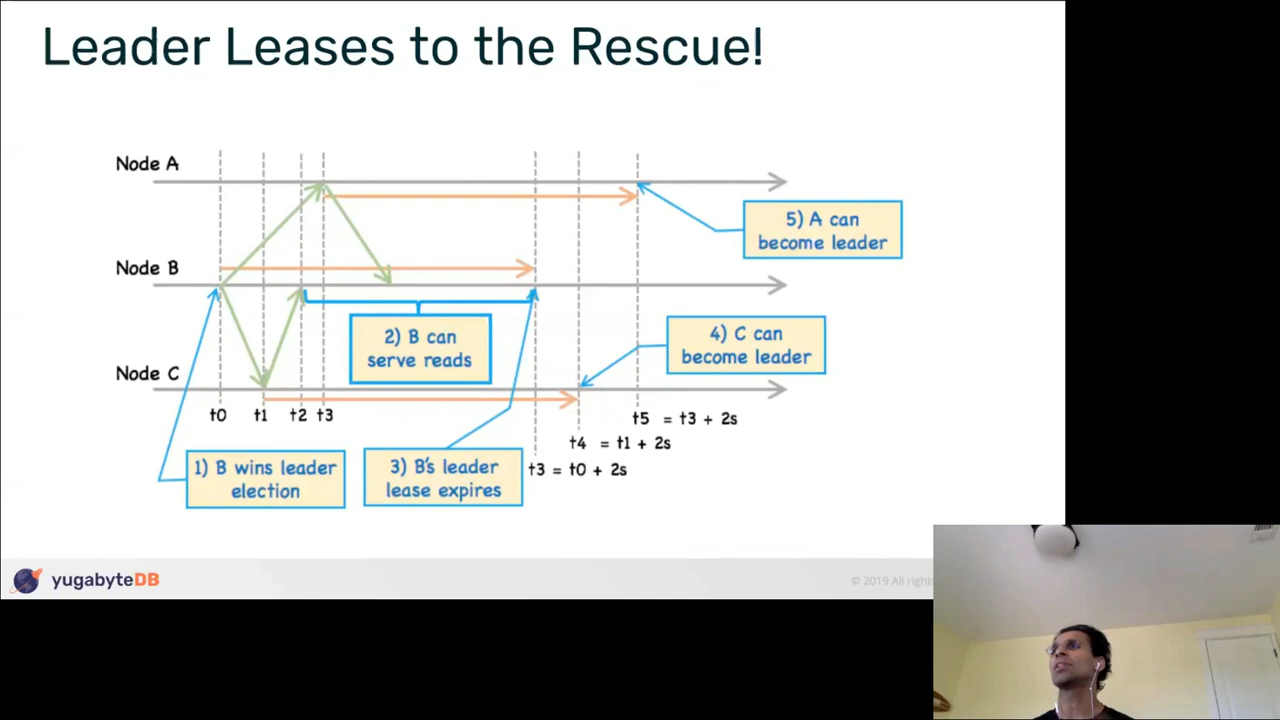 Leader Leases to the Rescue!
Node A
5) A can
become leader
Node B
2) B can
serve reads
4) C can
become leader
Node C
t0
t1
t2
t3
t5 = t3 + 2s
t4 = t1 + 2s
t3 = t0 + 2s
1) B wins leader
election
3) B's leader
lease expires
yugabyteDB
© 2019 All rights